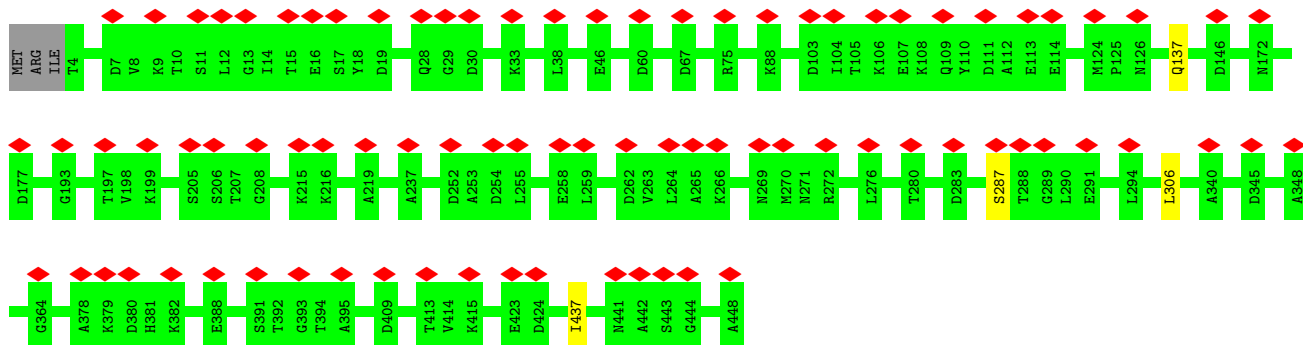 MET ARG ILE T4 D7 V8 K9 T10 S11 L12 G13 I14 T15 E16 S17 Y18 D19 Q28 G29 D30 K33 L38 E46 D60 D67 R75 K88 D103 I104 T105 K106 E107 K108 Q109 Y110 D111 A112 E113 E114 M124 P125 N126 Q137 D146 N172
D177 G193 T197 V198 K199 S205 S206 T207 G208 K215 K216 A219 A237 D252 A253 D254 L255 E258 L259 D262 V263 L264 A265 K266 N269 M270 N271 R272 L276 T280 D283 S287 T288 G289 L290 E291 L294 L306 A340 D345 A348
G364 A378 K379 D380 H381 K382 E388 S391 T392 G393 T394 A395 D409 T413 V414 K415 E423 D424 I437 N441 A442 S443 G444 A448